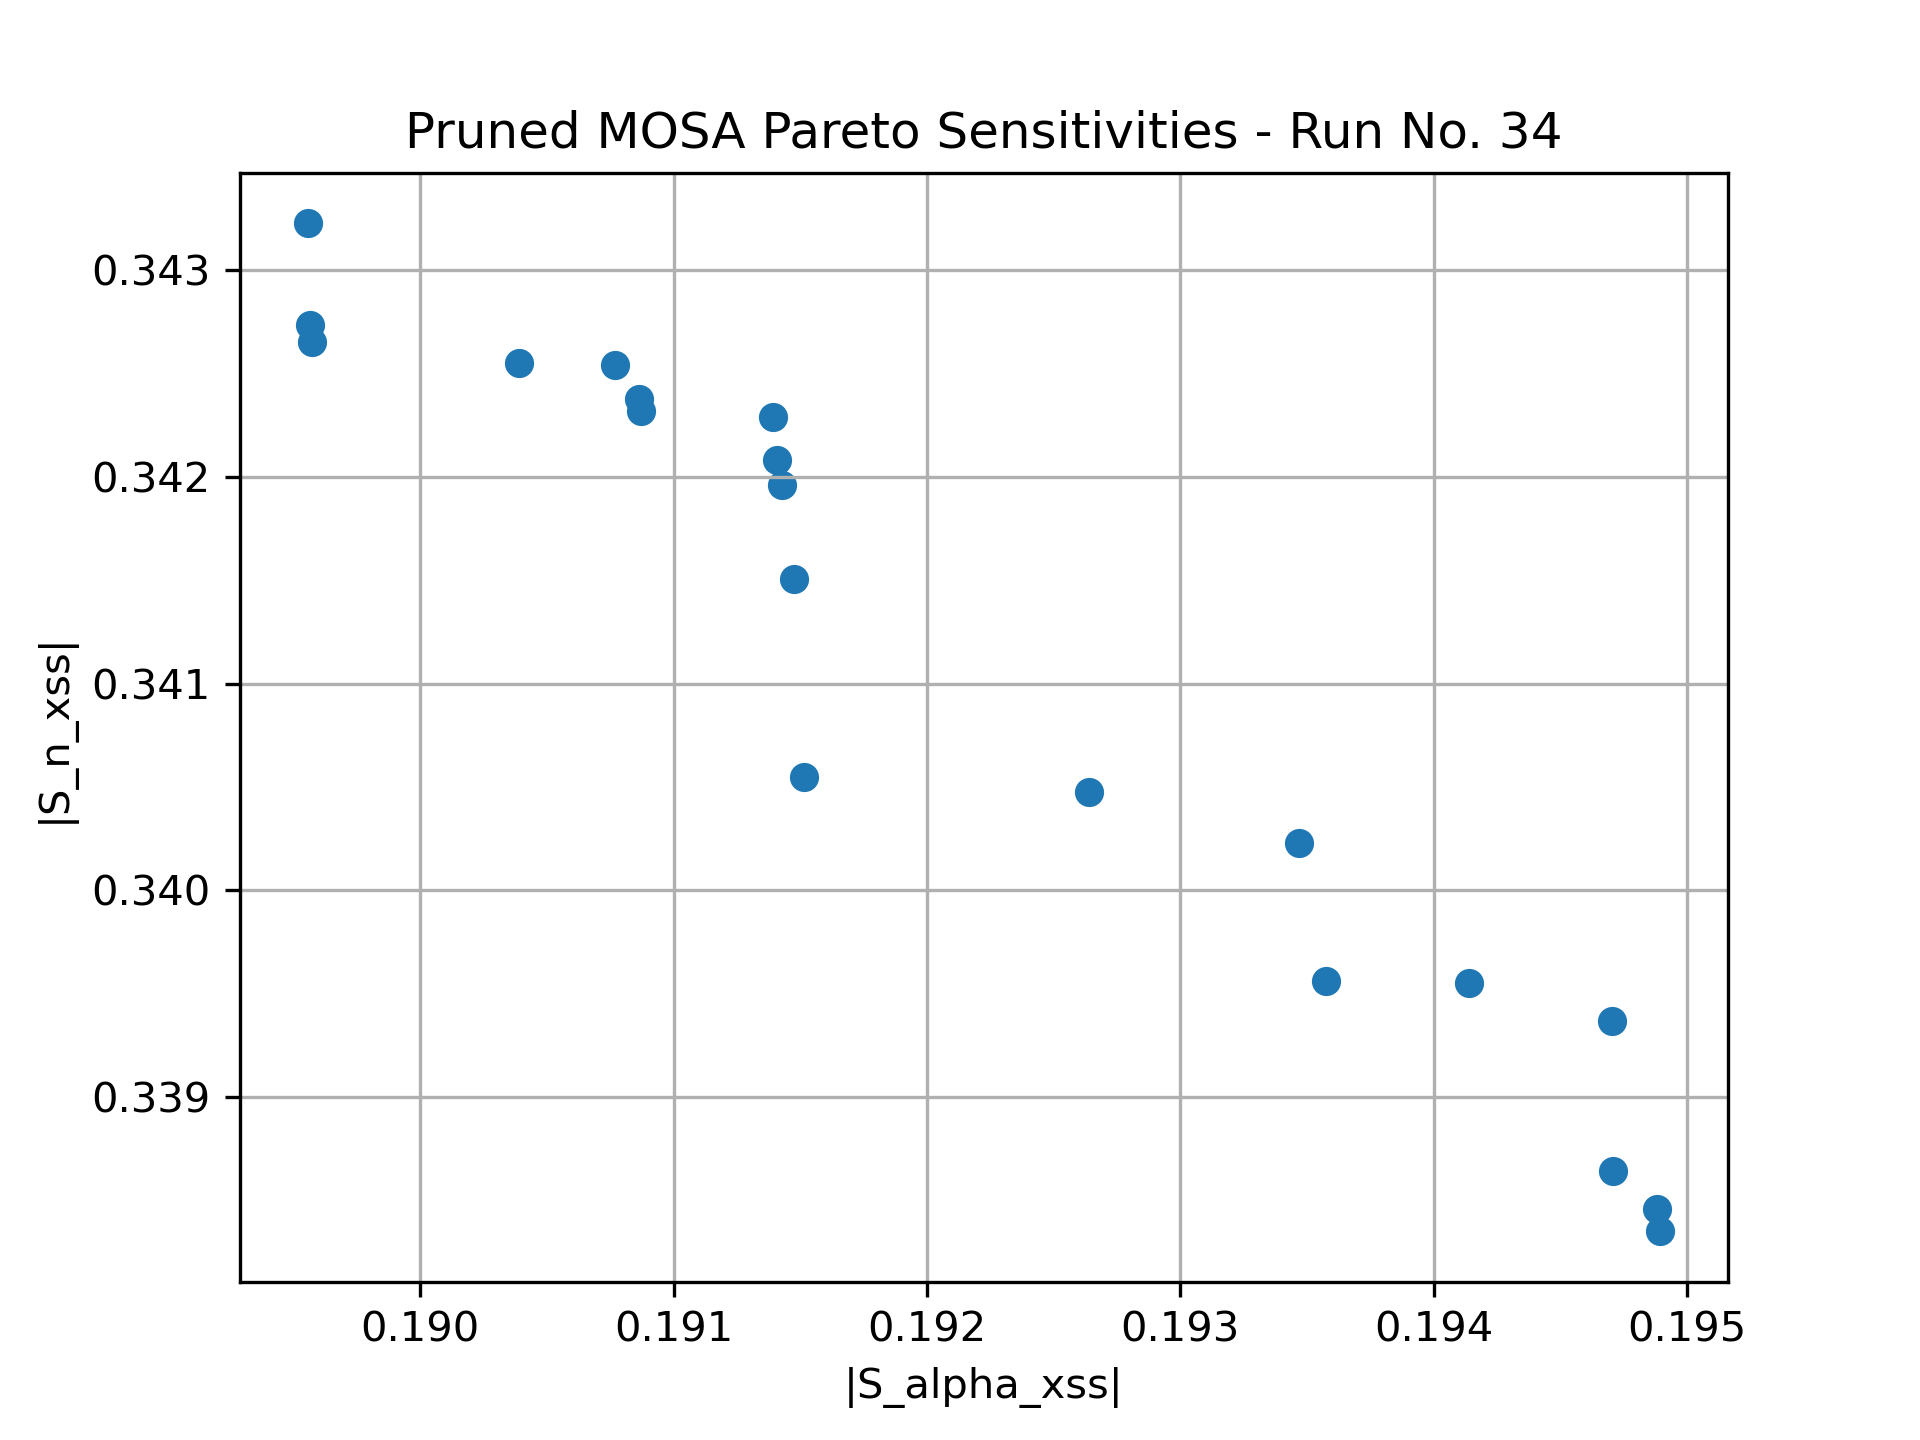 Pruned MOSA Pareto Sensitivities - Run No. 34
|S_n_xss|
0.343
0.342
0.341
0.340
0.339
0.190 0.191 0.192 0.193 0.194 0.195
|S_alpha_xss|